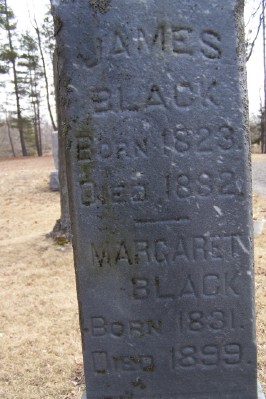 JAMES
BLACK
BORN 1823.
DIED 1892.
MARGARET
BLACK
BORN 1831.
DIED 1899.